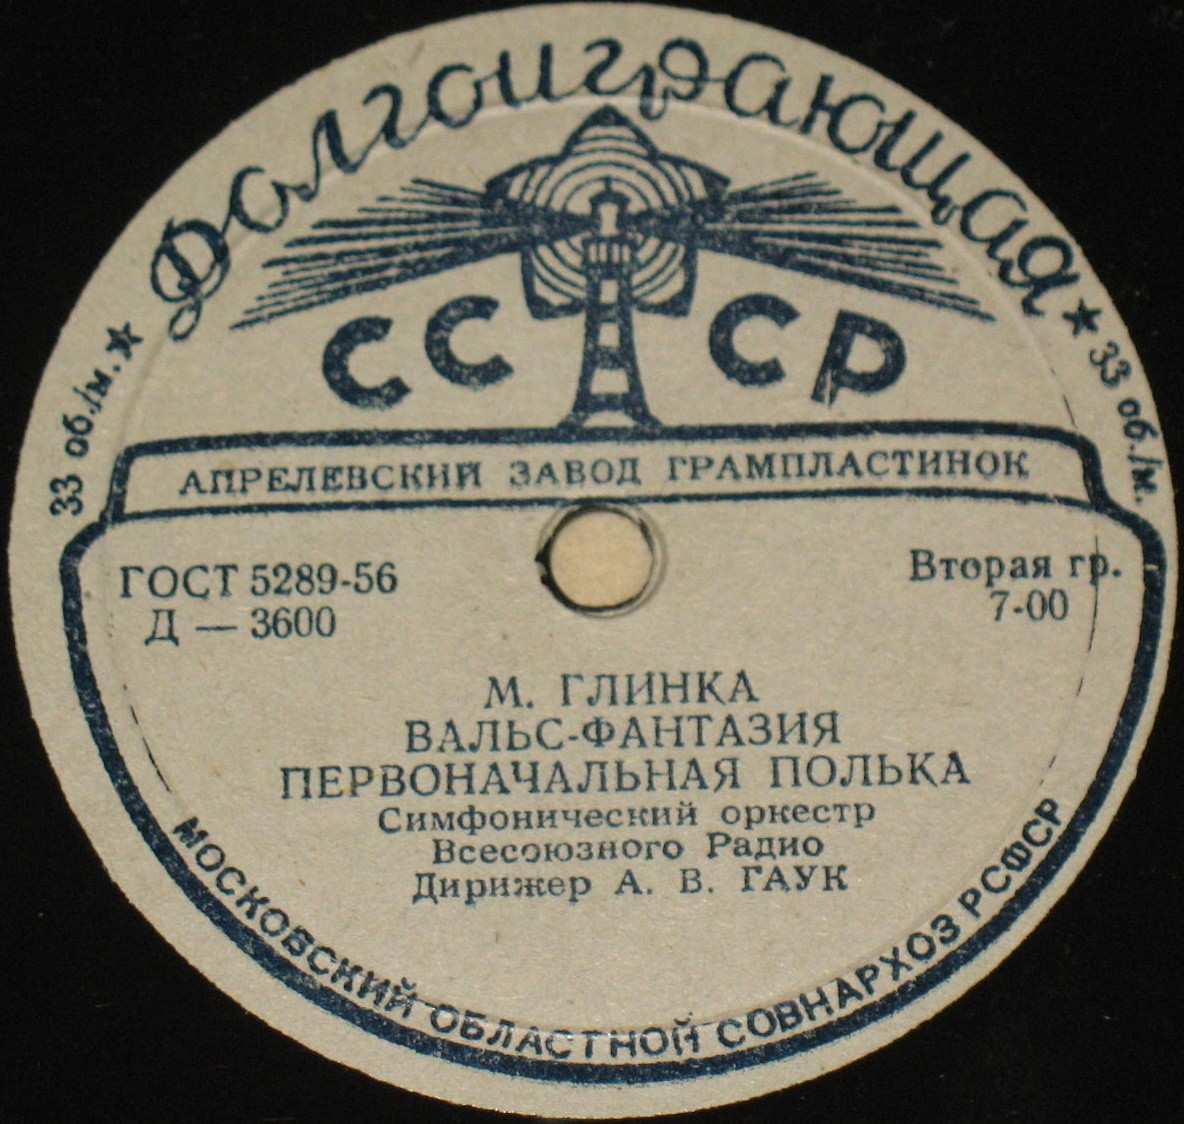 Долгоиграющая
★ 33 об./м.
★ 33 об./м.
СССР
АПРЕЛЕВСКИЙ ЗАВОД ГРАМПЛАСТИНОК
ГОСТ 5289-56
Д — 3600
Вторая гр.
7-00
М. ГЛИНКА
ВАЛЬС-ФАНТАЗИЯ
ПЕРВОНАЧАЛЬНАЯ ПОЛЬКА
Симфонический оркестр
Всесоюзного Радио
Дирижер А. В. ГАУК
МОСКОВСКИЙ ОБЛАСТНОЙ СОВНАРХОЗ РСФСР